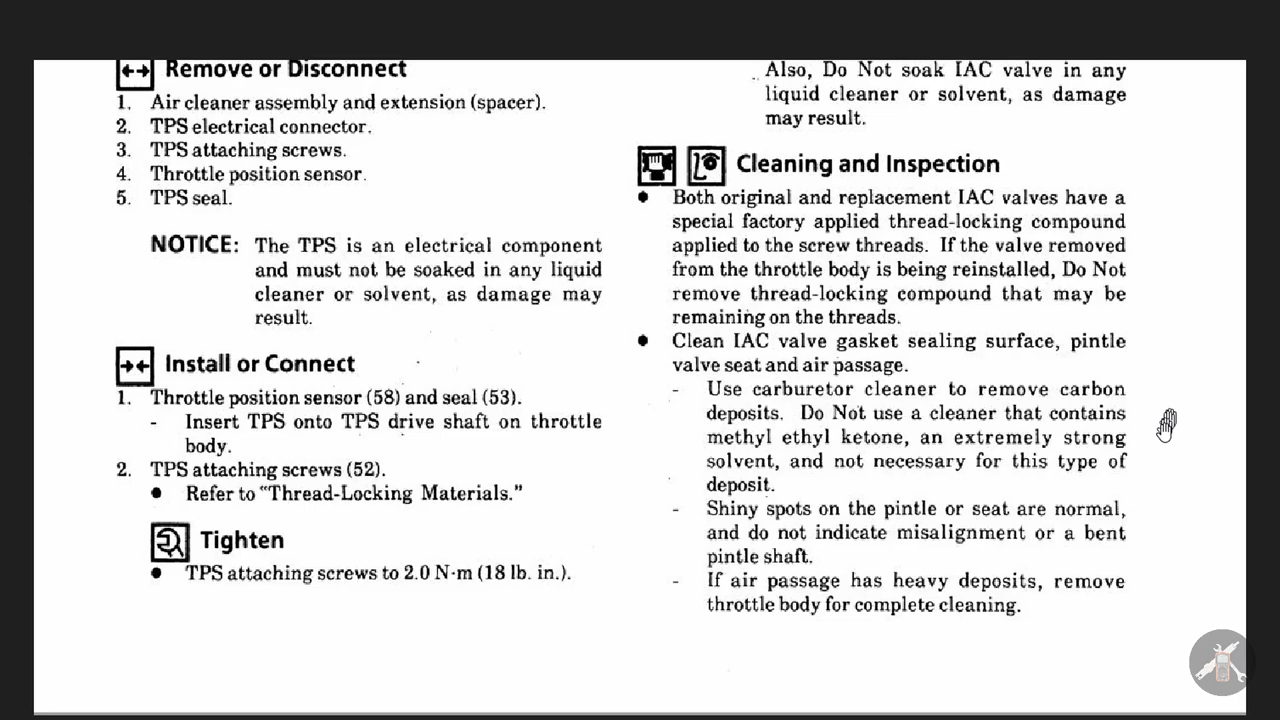 Remove or Disconnect
1. Air cleaner assembly and extension (spacer).
2. TPS electrical connector.
3. TPS attaching screws.
4. Throttle position sensor.
5. TPS seal.
NOTICE: The TPS is an electrical component
and must not be soaked in any liquid
cleaner or solvent, as damage may
result.
Install or Connect
1. Throttle position sensor (58) and seal (53).
- Insert TPS onto TPS drive shaft on throttle
body.
2. TPS attaching screws (52).
● Refer to "Thread-Locking Materials."
Tighten
● TPS attaching screws to 2.0 N·m (18 lb. in.).
Also, Do Not soak IAC valve in any
liquid cleaner or solvent, as damage
may result.
Cleaning and Inspection
● Both original and replacement IAC valves have a
special factory applied thread-locking compound
applied to the screw threads. If the valve removed
from the throttle body is being reinstalled, Do Not
remove thread-locking compound that may be
remaining on the threads.
● Clean IAC valve gasket sealing surface, pintle
valve seat and air passage.
- Use carburetor cleaner to remove carbon
deposits. Do Not use a cleaner that contains
methyl ethyl ketone, an extremely strong
solvent, and not necessary for this type of
deposit.
- Shiny spots on the pintle or seat are normal,
and do not indicate misalignment or a bent
pintle shaft.
- If air passage has heavy deposits, remove
throttle body for complete cleaning.